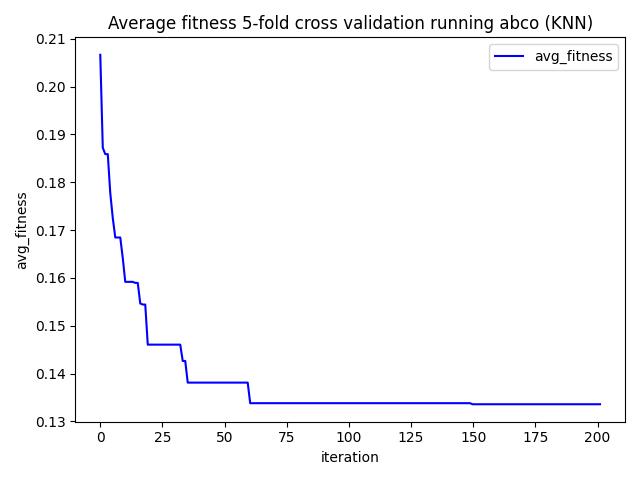 Average fitness 5-fold cross validation running abco (KNN)
avg_fitness
0.21
0.20
0.19
0.18
0.17
0.16
0.15
0.14
0.13
avg_fitness
0 25 50 75 100 125 150 175 200
iteration